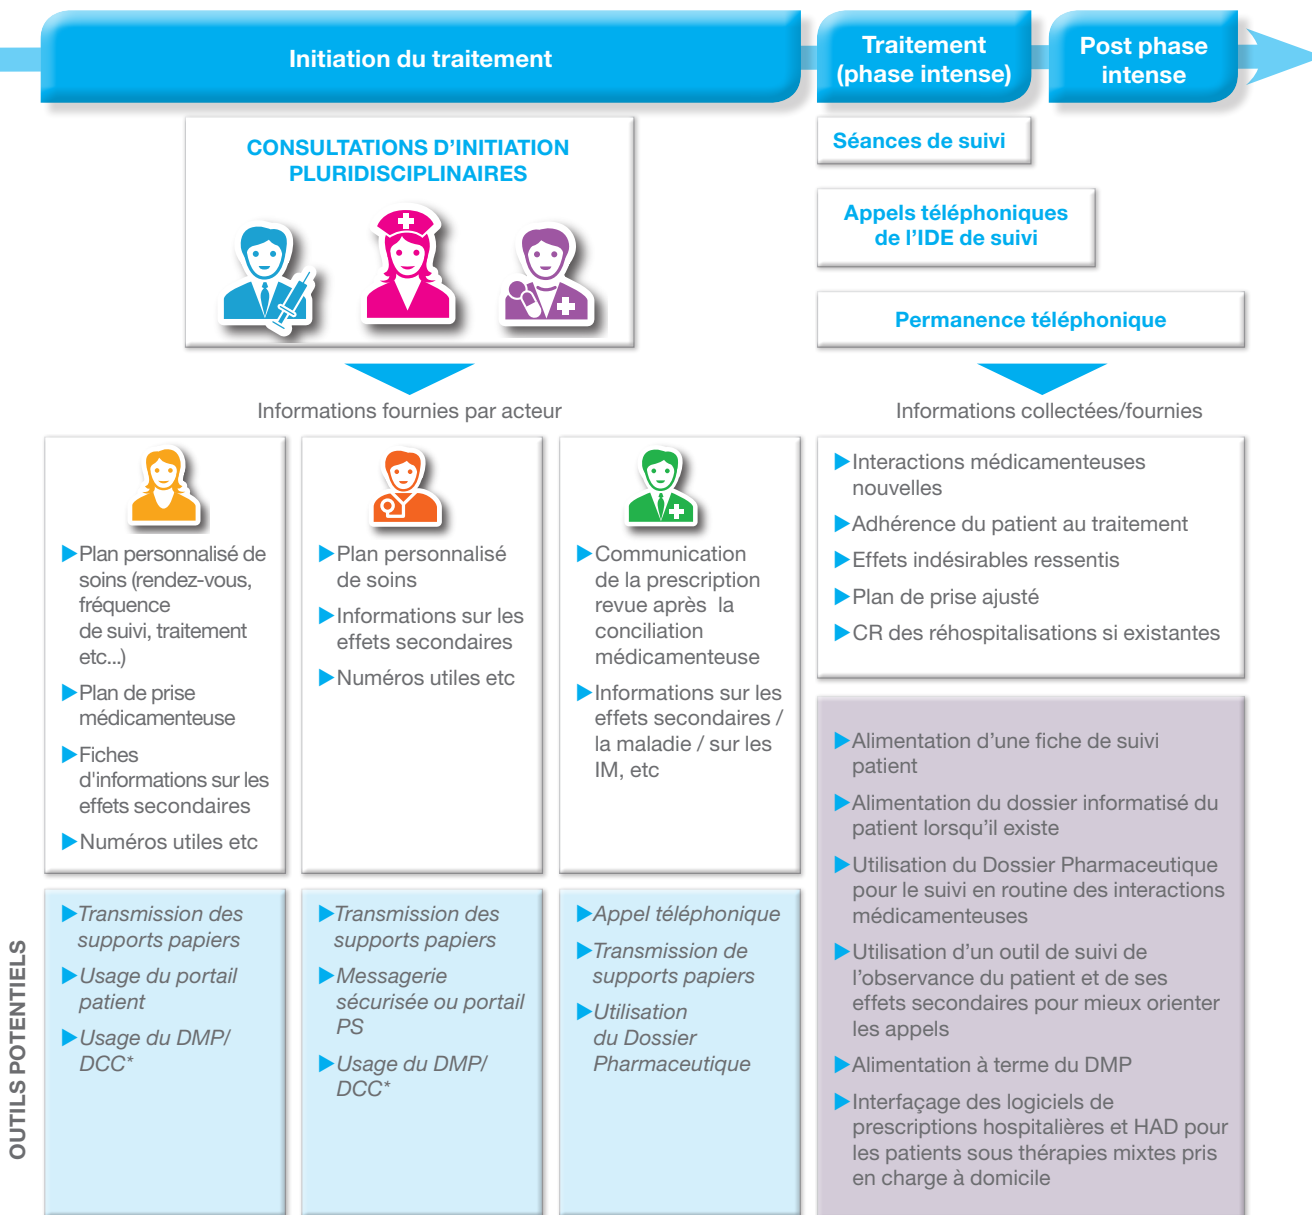 Initiation du traitement
Traitement
(phase intense)
Post phase
intense
CONSULTATIONS D’INITIATION
PLURIDISCIPLINAIRES
Séances de suivi
Appels téléphoniques
de l’IDE de suivi
Permanence téléphonique
Informations fournies par acteur
Informations collectées/fournies
Plan personnalisé de
soins (rendez-vous,
fréquence
de suivi, traitement
etc...)
Plan de prise
médicamenteuse
Fiches
d'informations sur les
effets secondaires
Numéros utiles etc
Plan personnalisé
de soins
Informations sur les
effets secondaires
Numéros utiles etc
Communication
de la prescription
revue après la
conciliation
médicamenteuse
Informations sur les
effets secondaires /
la maladie / sur les
IM, etc
Interactions médicamenteuses
nouvelles
Adhérence du patient au traitement
Effets indésirables ressentis
Plan de prise ajusté
CR des réhospitalisations si existantes
OUTILS POTENTIELS
Transmission des
supports papiers
Usage du portail
patient
Usage du DMP/
DCC*
Transmission des
supports papiers
Messagerie
sécurisée ou portail
PS
Usage du DMP/
DCC*
Appel téléphonique
Transmission de
supports papiers
Utilisation
du Dossier
Pharmaceutique
Alimentation d’une fiche de suivi
patient
Alimentation du dossier informatisé du
patient lorsqu’il existe
Utilisation du Dossier Pharmaceutique
pour le suivi en routine des interactions
médicamenteuses
Utilisation d’un outil de suivi de
l’observance du patient et de ses
effets secondaires pour mieux orienter
les appels
Alimentation à terme du DMP
Interfaçage des logiciels de
prescriptions hospitalières et HAD pour
les patients sous thérapies mixtes pris
en charge à domicile